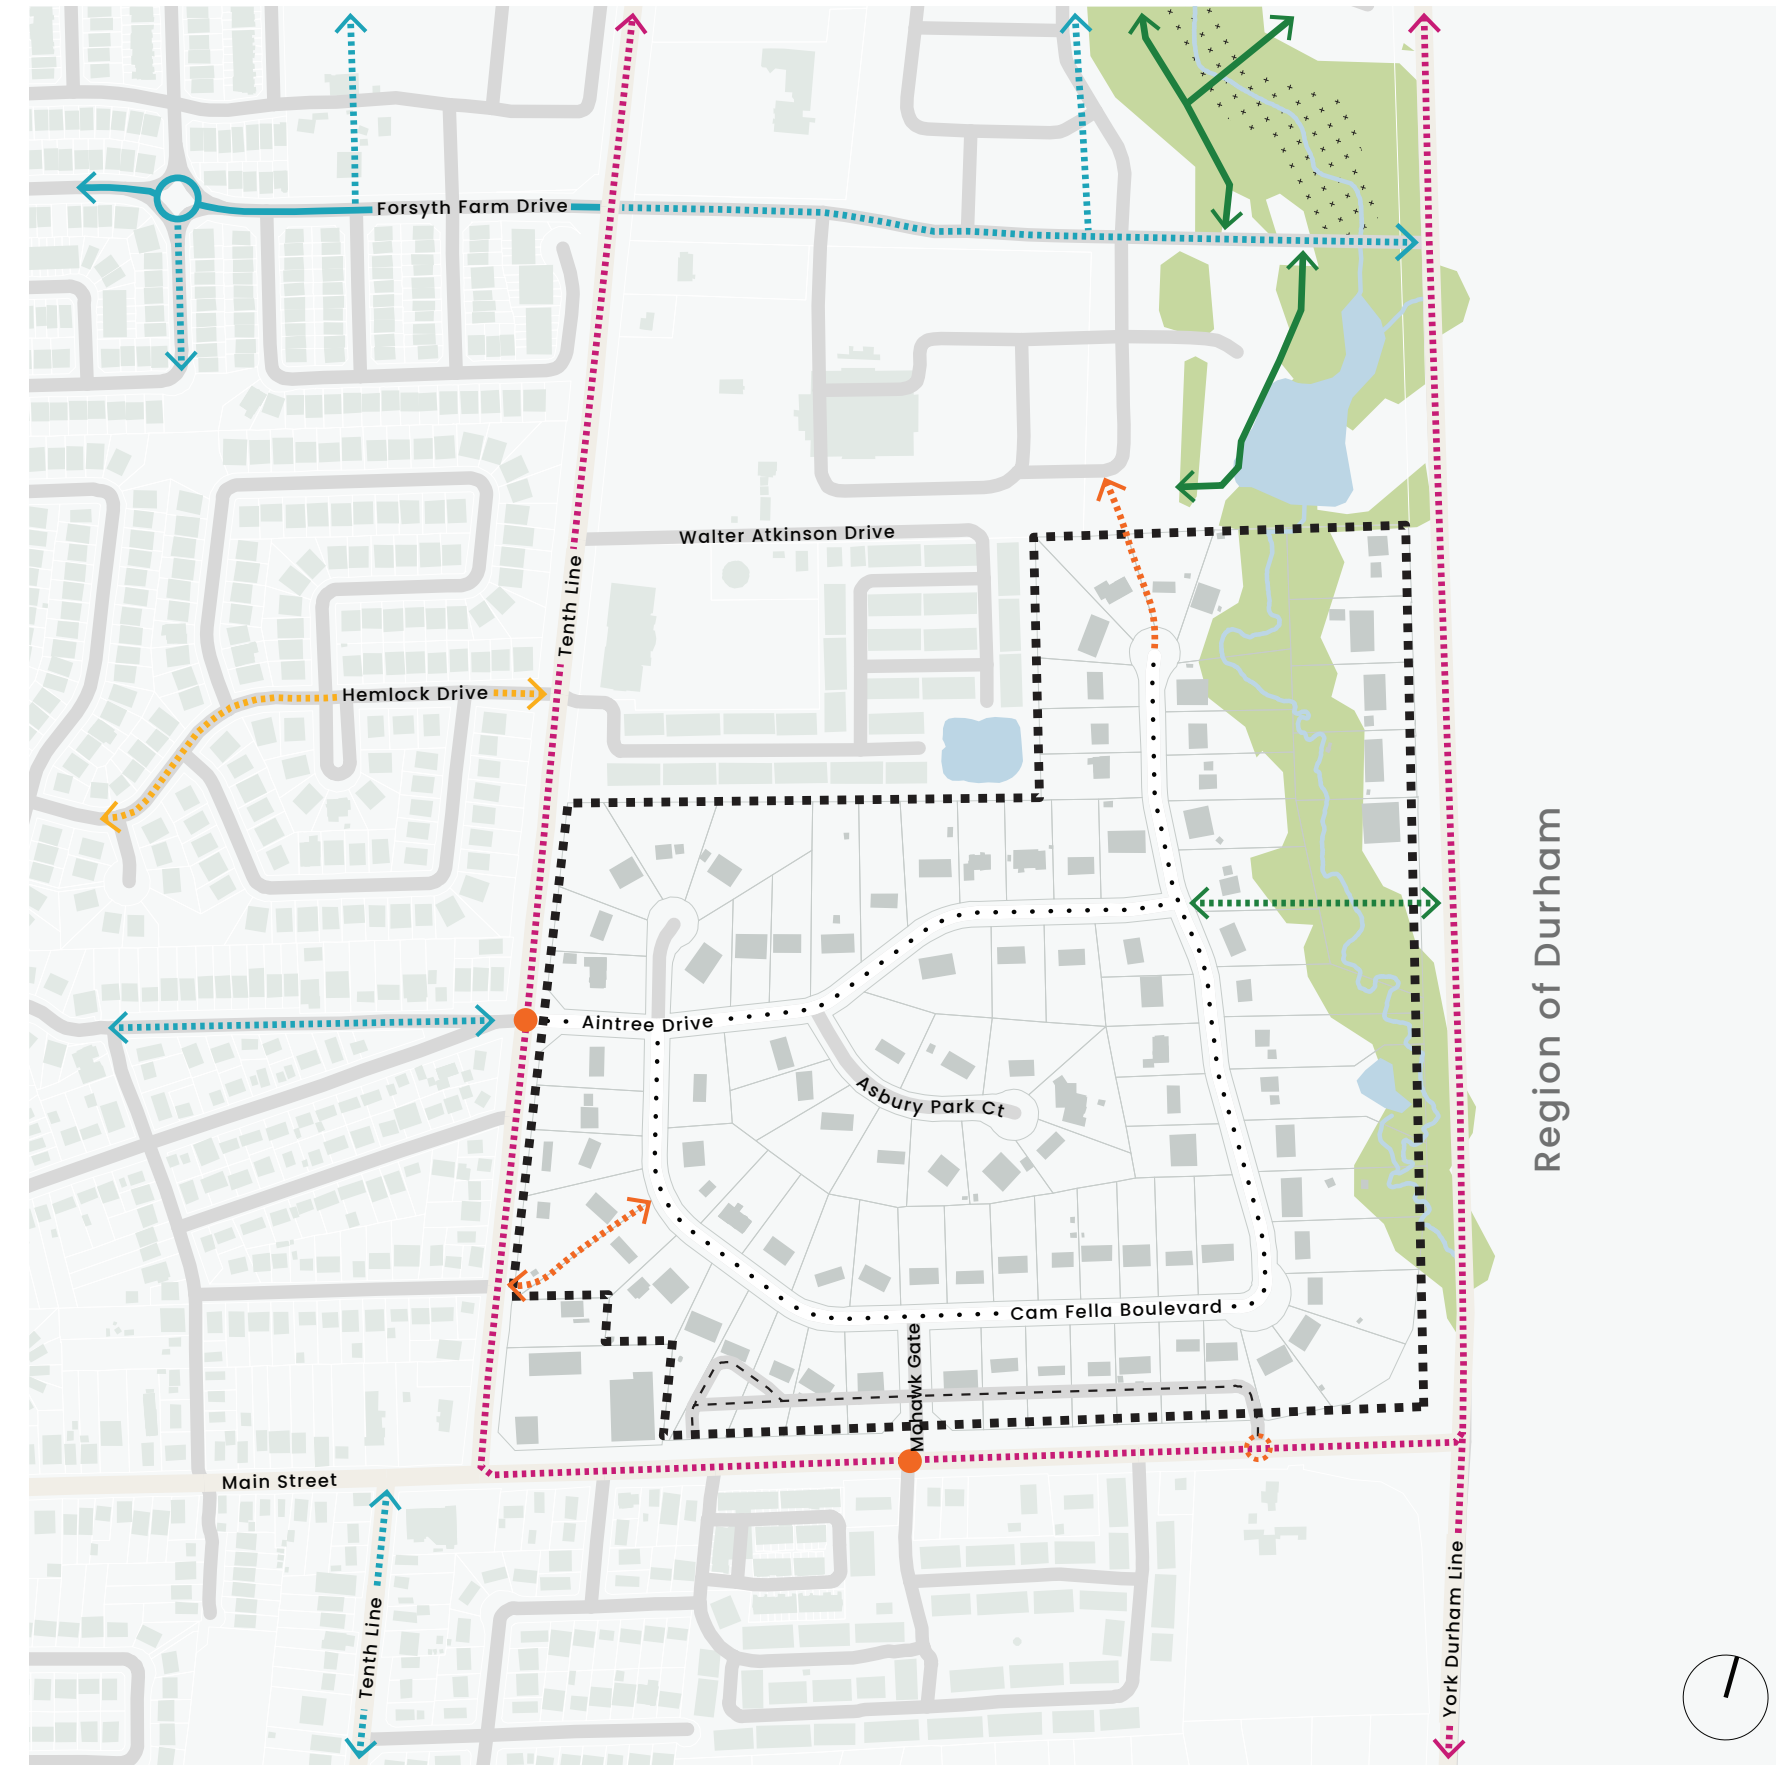 Forsyth Farm Drive
Walter Atkinson Drive
Tenth Line
Hemlock Drive
Region of Durham
Aintree Drive
Asbury Park Ct
Cam Fella Boulevard
Mohawk Gate
Main Street
Tenth Line
York Durham Line